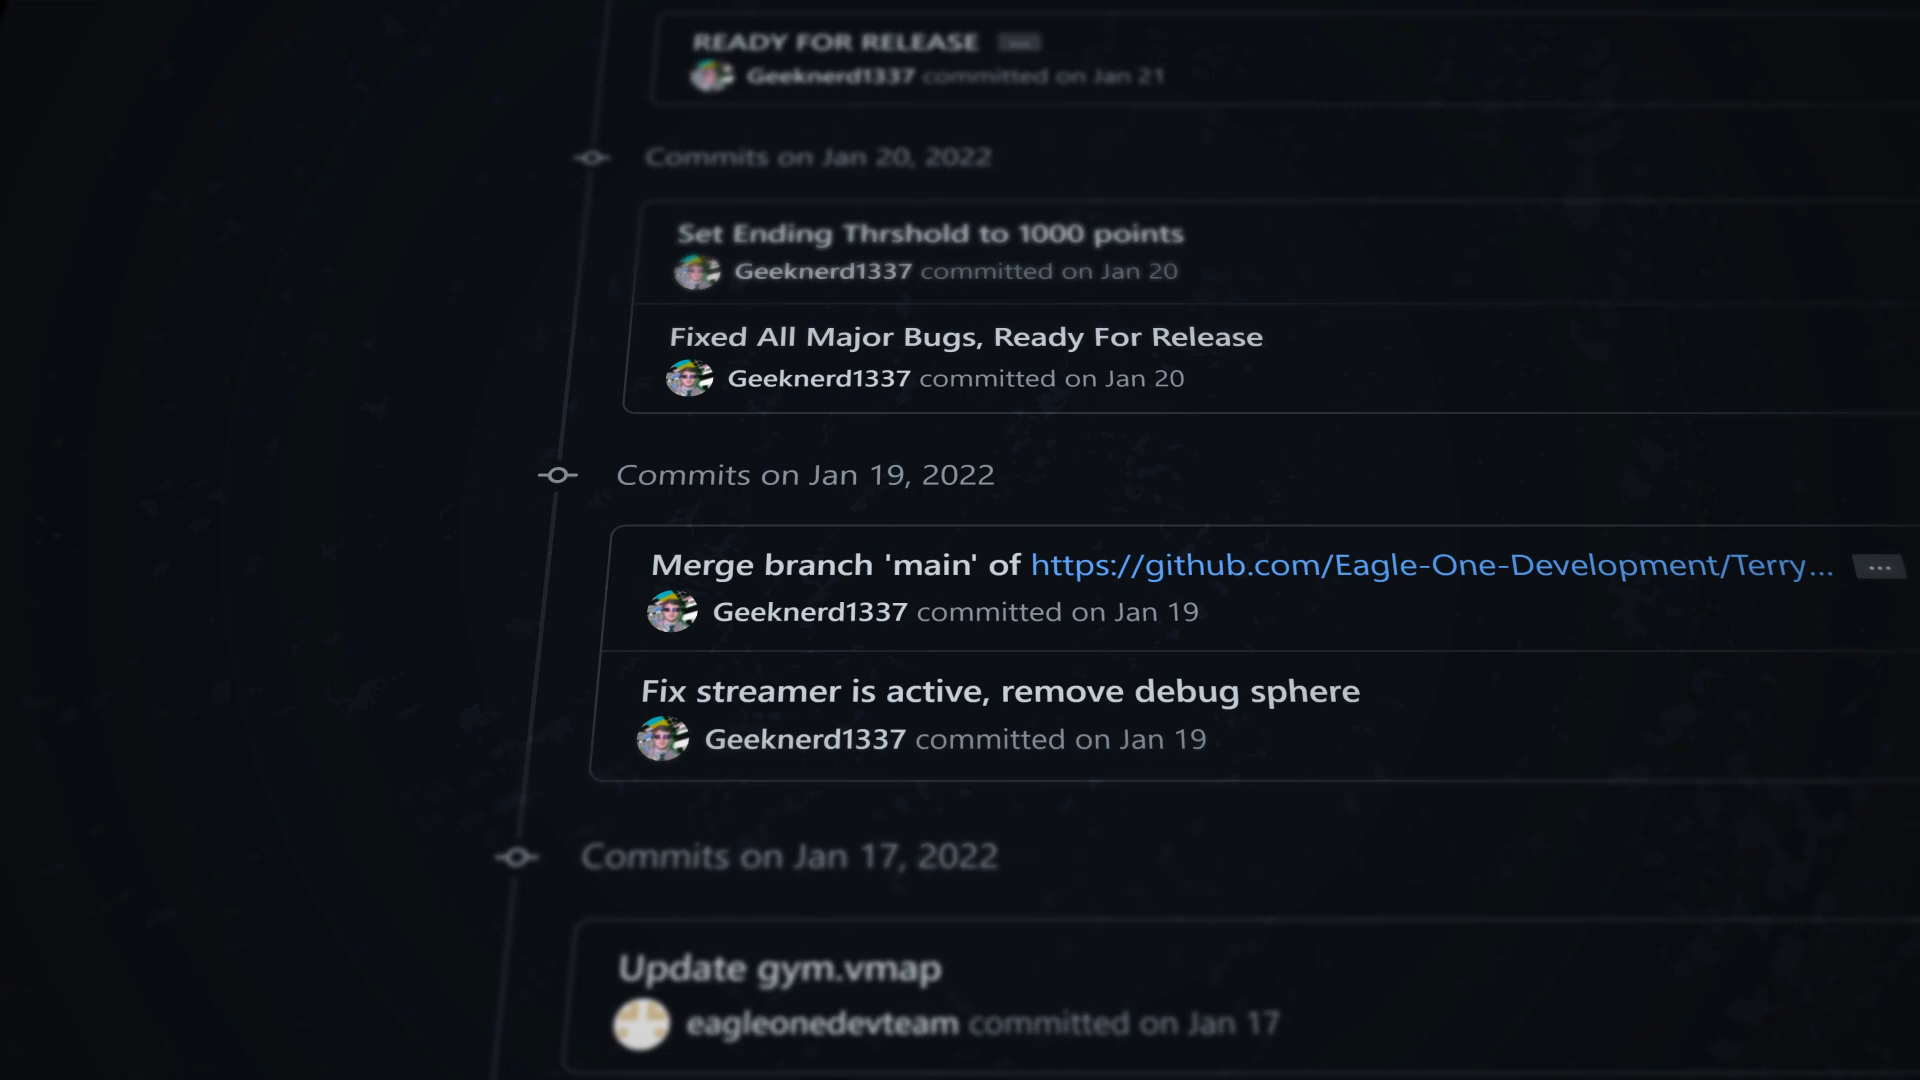 READY FOR RELEASE ...
Geeknerd1337 committed on Jan 21
Commits on Jan 20, 2022
Set Ending Thrshold to 1000 points
Geeknerd1337 committed on Jan 20
Fixed All Major Bugs, Ready For Release
Geeknerd1337 committed on Jan 20
Commits on Jan 19, 2022
Merge branch 'main' of https://github.com/Eagle-One-Development/Terry... ...
Geeknerd1337 committed on Jan 19
Fix streamer is active, remove debug sphere
Geeknerd1337 committed on Jan 19
Commits on Jan 17, 2022
Update gym.vmap
eagleonedevteam committed on Jan 17